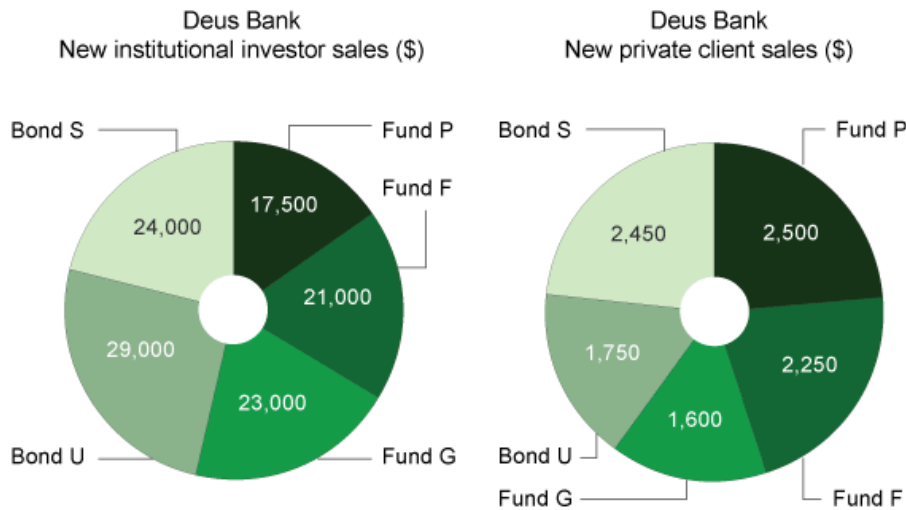 Deus Bank
New institutional investor sales ($)
Bond S
Fund P
Fund F
17,500
24,000
21,000
29,000
23,000
Bond U
Fund G
Deus Bank
New private client sales ($)
Bond S
Fund P
2,450
2,500
1,750
2,250
1,600
Bond U
Fund G
Fund F